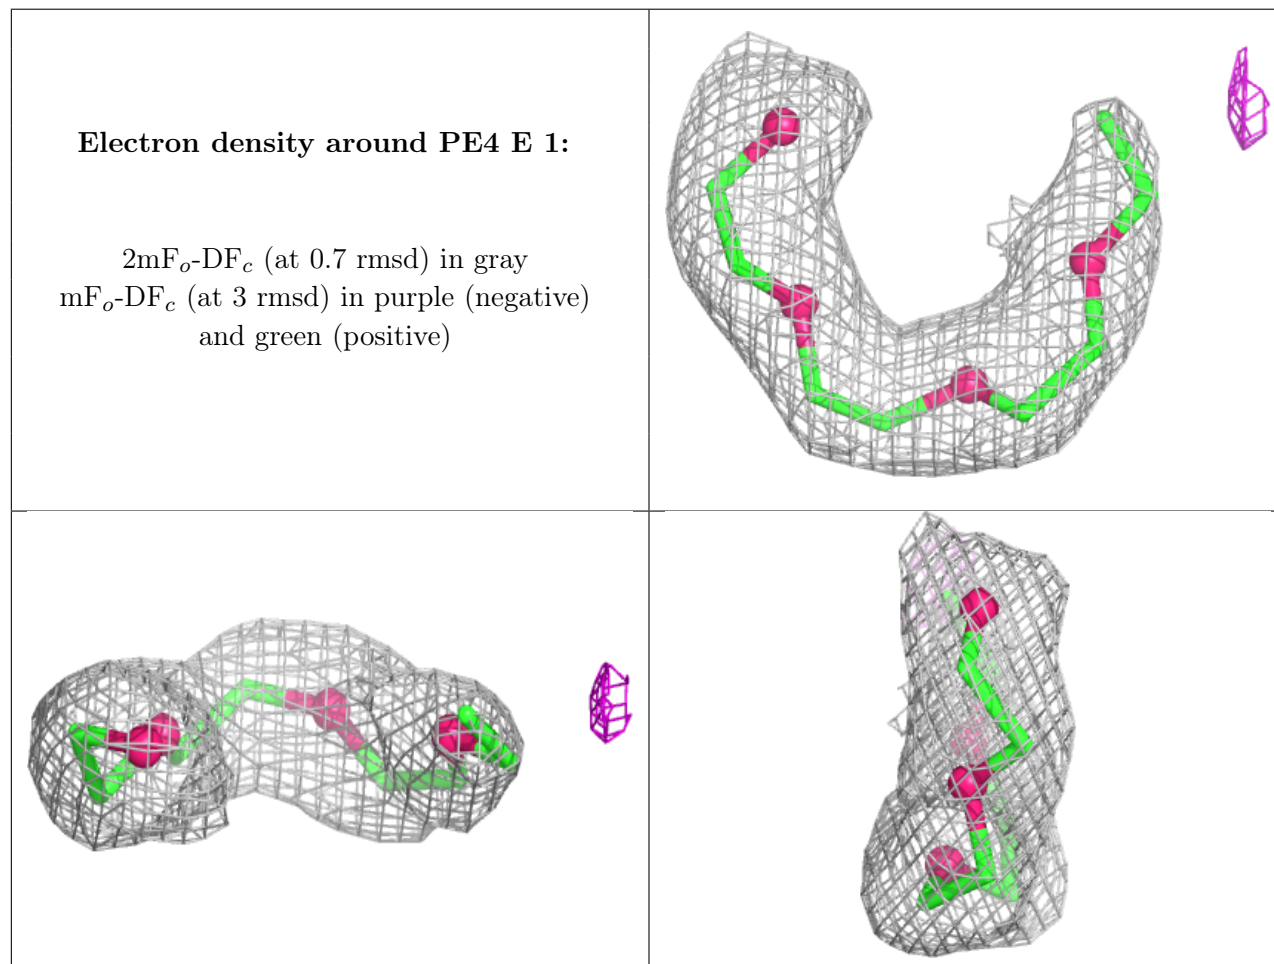 Electron density around PE4 E 1:
2mFo-DFc (at 0.7 rmsd) in gray
mFo-DFc (at 3 rmsd) in purple (negative)
and green (positive)